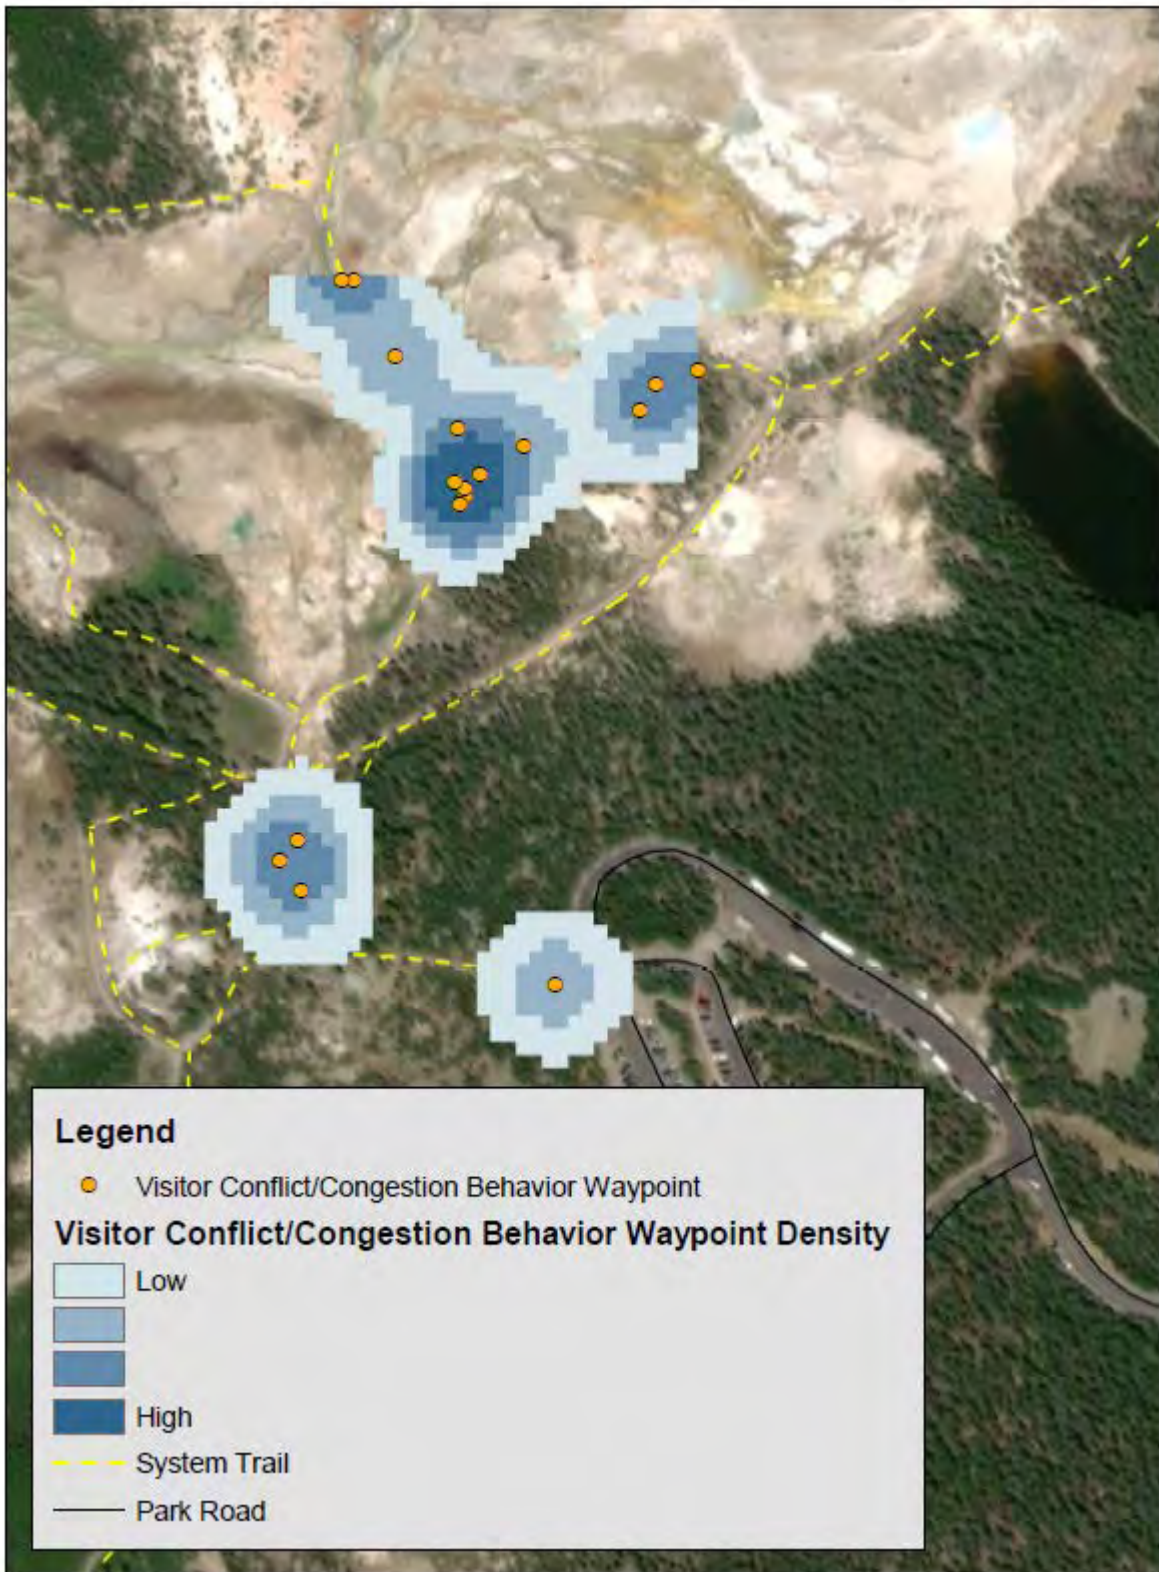 Legend
Visitor Conflict/Congestion Behavior Waypoint
Visitor Conflict/Congestion Behavior Waypoint Density
Low
High
System Trail
Park Road